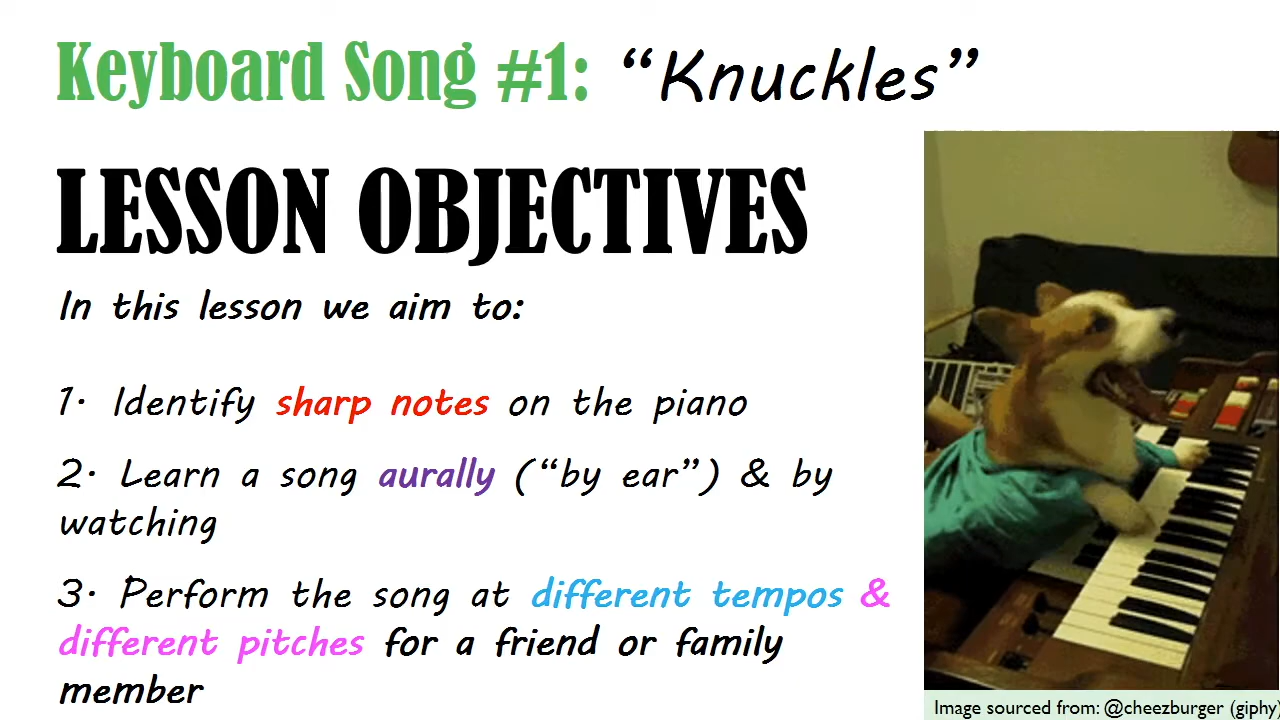 Keyboard Song #1: “Knuckles”
LESSON OBJECTIVES
In this lesson we aim to:
1. Identify sharp notes on the piano
2. Learn a song aurally (“by ear”) & by
watching
3. Perform the song at different tempos &
different pitches for a friend or family
member
Image sourced from: @cheezburger (giphy)